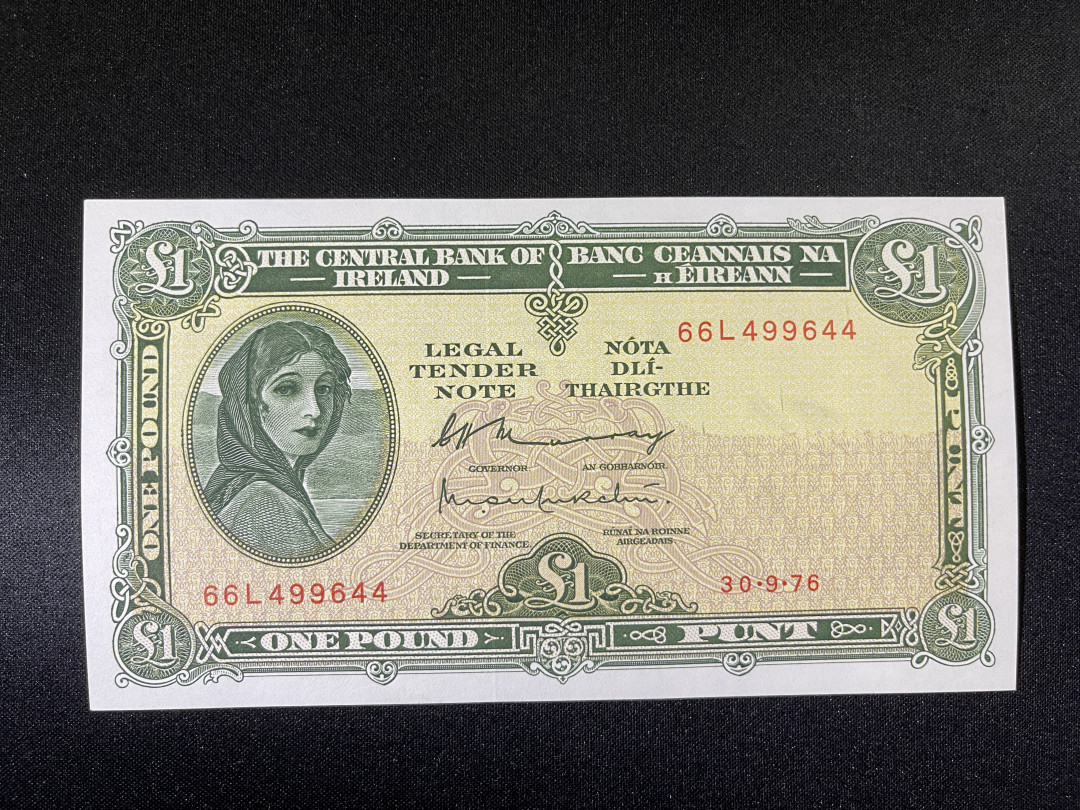 £1
THE CENTRAL BANK OF
IRELAND
BANC CEANNAIS NA
H ÉIREANN
£1
66L499644
LEGAL
TENDER
NOTE
NÓTA
DLÍ-
THAIRGTHE
ONE POUND
PUNT
GOVERNOR
AN GOBHARNÓIR.
SECRETARY OF THE
DEPARTMENT OF FINANCE.
RÚNAÍ NA ROINNE
AIRGEADAIS
66L499644
£1
30·9·76
£1
ONE POUND
PUNT
£1